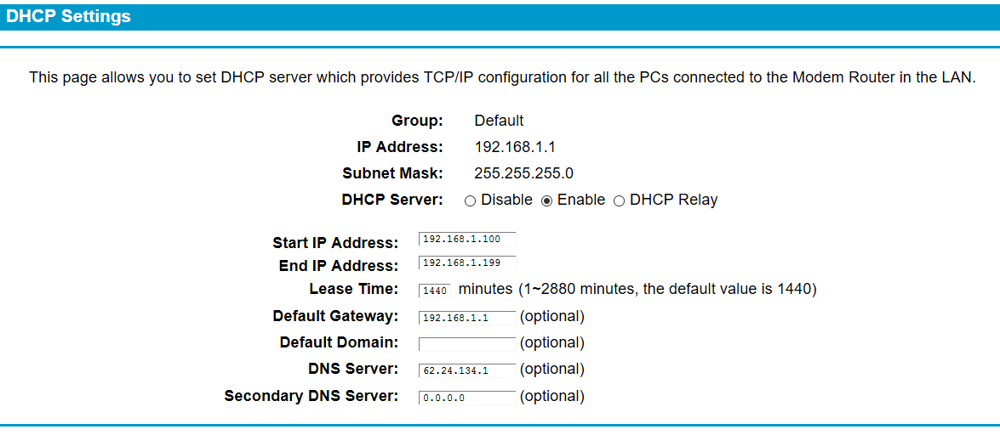 DHCP Settings
This page allows you to set DHCP server which provides TCP/IP configuration for all the PCs connected to the Modem Router in the LAN.
Group: Default
IP Address: 192.168.1.1
Subnet Mask: 255.255.255.0
DHCP Server: Disable Enable DHCP Relay
Start IP Address: 192.168.1.100
End IP Address: 192.168.1.199
Lease Time: 1440 minutes (1~2880 minutes, the default value is 1440)
Default Gateway: 192.168.1.1 (optional)
Default Domain: (optional)
DNS Server: 62.24.134.1 (optional)
Secondary DNS Server: 0.0.0.0 (optional)